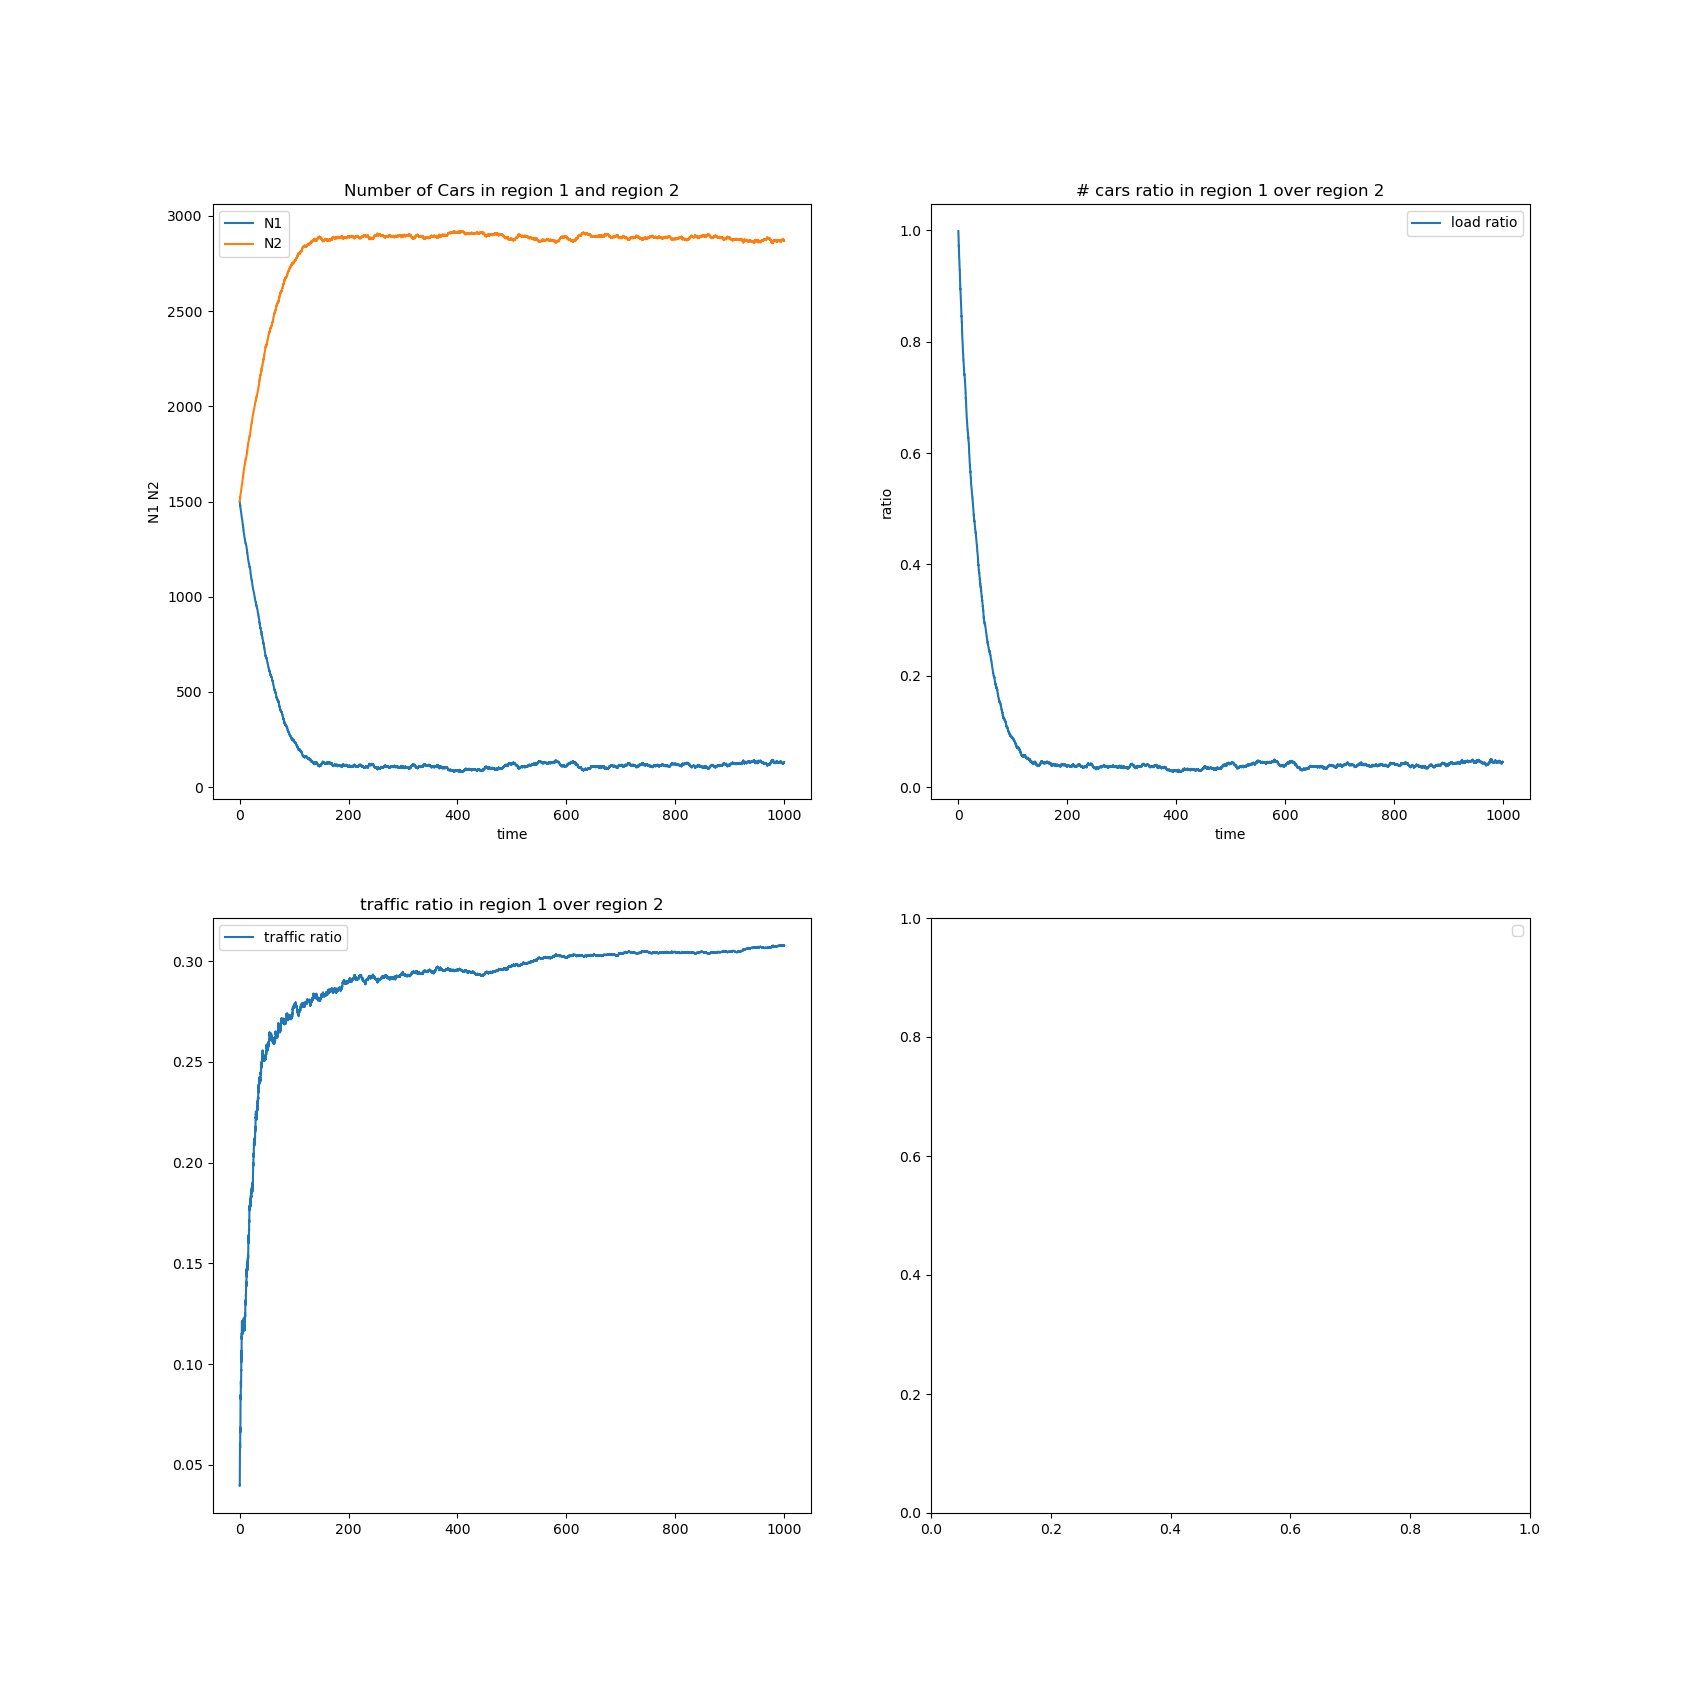 Number of Cars in region 1 and region 2
N1
N2
3000
2500
2000
1500
1000
500
0
N1 N2
0 200 400 600 800 1000
time
# cars ratio in region 1 over region 2
load ratio
1.0
0.8
0.6
0.4
0.2
0.0
ratio
0 200 400 600 800 1000
time
traffic ratio in region 1 over region 2
traffic ratio
0.30
0.25
0.20
0.15
0.10
0.05
0 200 400 600 800 1000
1.0
0.8
0.6
0.4
0.2
0.0
0.0 0.2 0.4 0.6 0.8 1.0